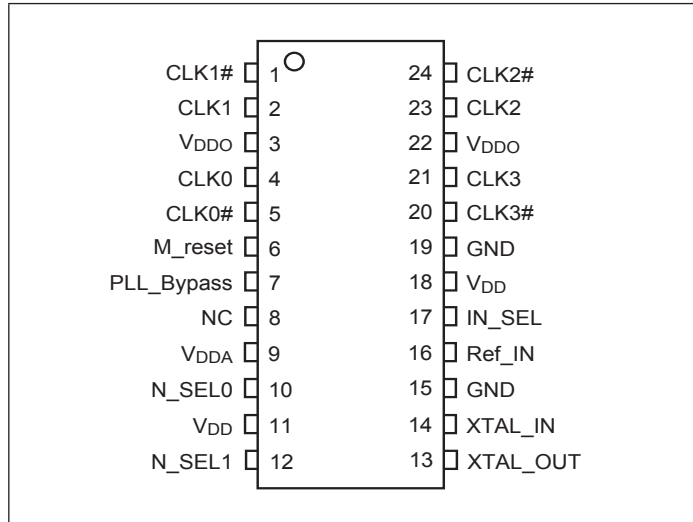 CLK1# 1 24 CLK2#
CLK1 2 23 CLK2
VDDO 3 22 VDDO
CLK0 4 21 CLK3
CLK0# 5 20 CLK3#
M_reset 6 19 GND
PLL_Bypass 7 18 VDD
NC 8 17 IN_SEL
VDDA 9 16 Ref_IN
N_SEL0 10 15 GND
VDD 11 14 XTAL_IN
N_SEL1 12 13 XTAL_OUT